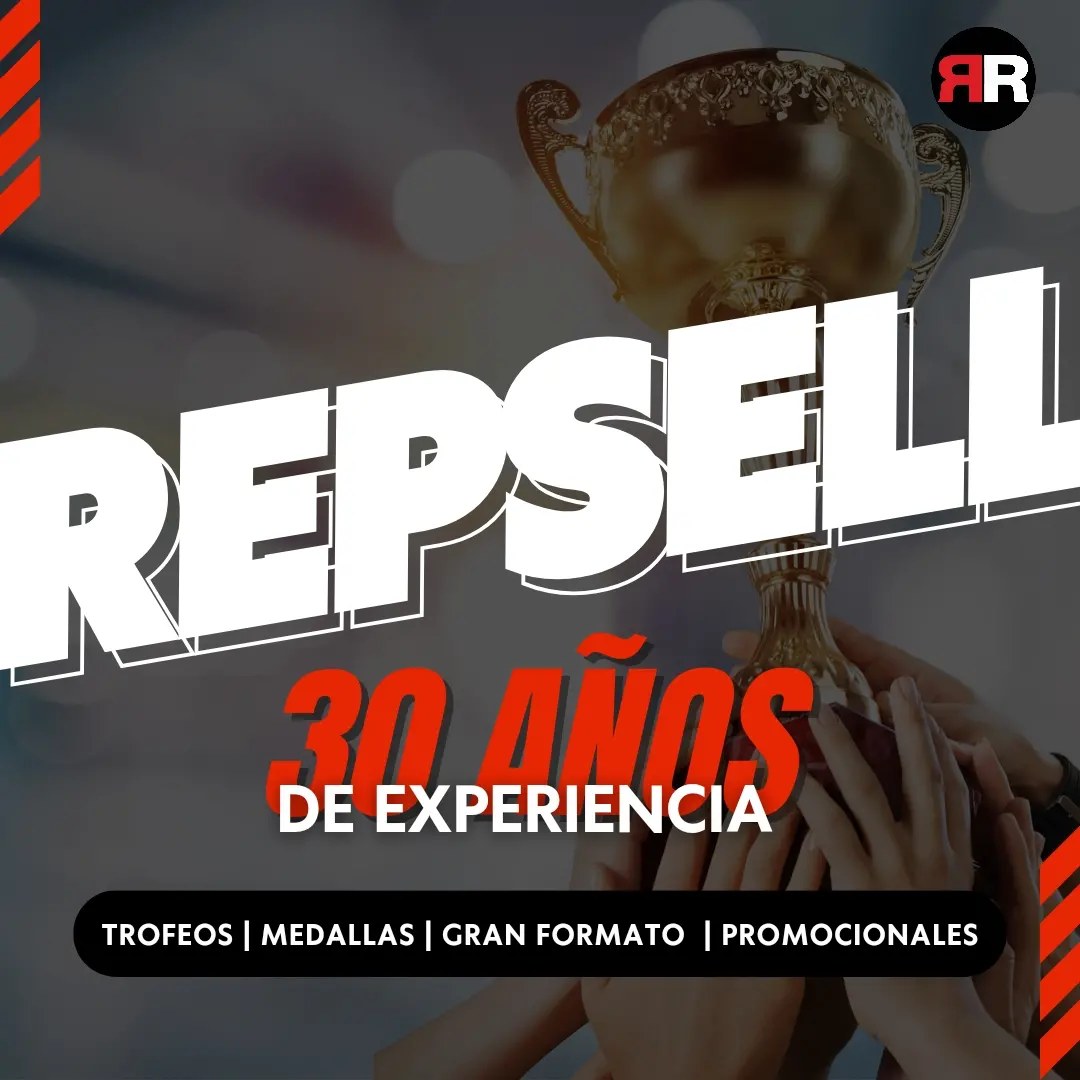 RR
REPSELL
30 AÑOS
DE EXPERIENCIA
TROFEOS | MEDALLAS | GRAN FORMATO | PROMOCIONALES